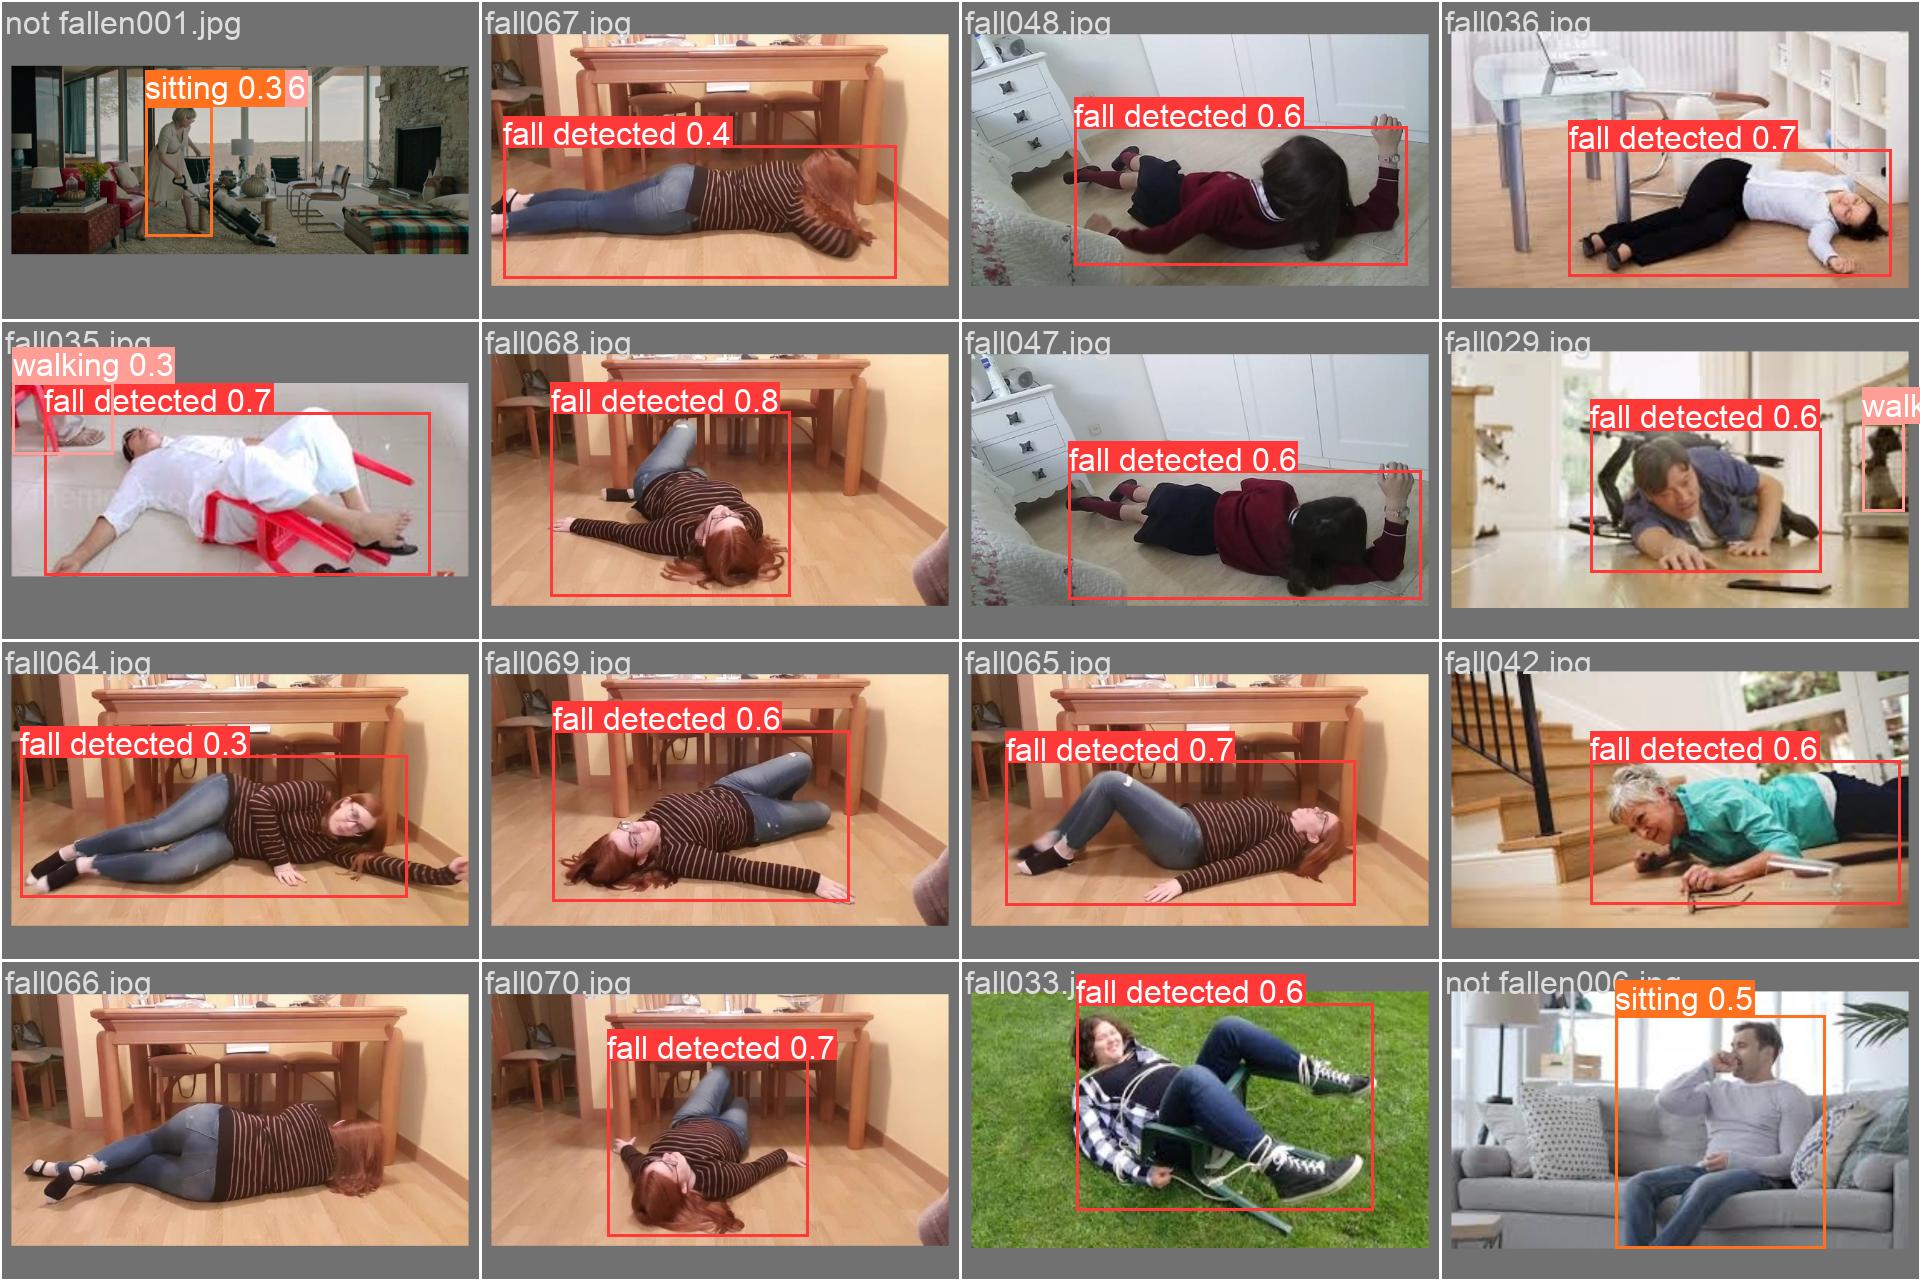 not fallen001.jpg
sitting 0.3 6
fall067.jpg
fall detected 0.4
fall048.jpg
fall detected 0.6
fall036.jpg
fall detected 0.7
fall035.jpg
walking 0.3
fall detected 0.7
fall068.jpg
fall detected 0.8
fall047.jpg
fall detected 0.6
fall029.jpg
fall detected 0.6
walk
fall064.jpg
fall detected 0.3
fall069.jpg
fall detected 0.6
fall065.jpg
fall detected 0.7
fall042.jpg
fall detected 0.6
fall066.jpg
fall070.jpg
fall detected 0.7
fall033.j
fall detected 0.6
not fallen006.jpg
sitting 0.5